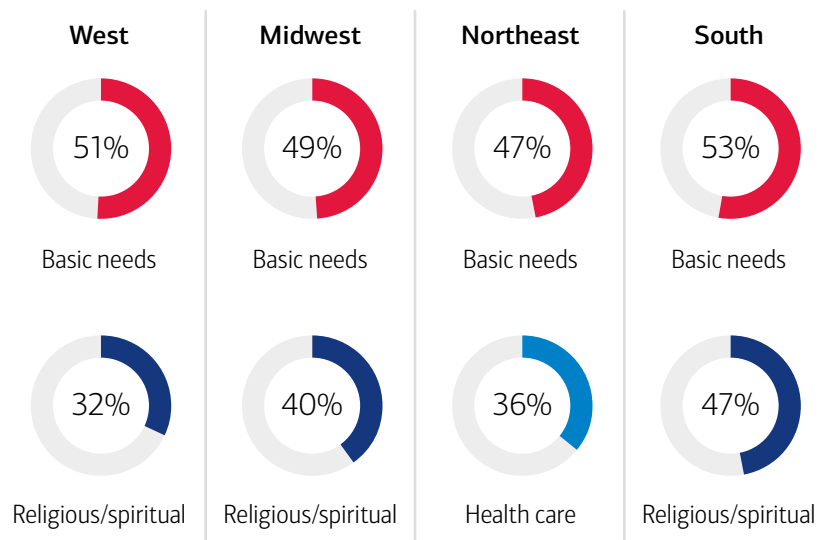 West
Midwest
Northeast
South
51%
49%
47%
53%
Basic needs
Basic needs
Basic needs
Basic needs
32%
40%
36%
47%
Religious/spiritual
Religious/spiritual
Health care
Religious/spiritual